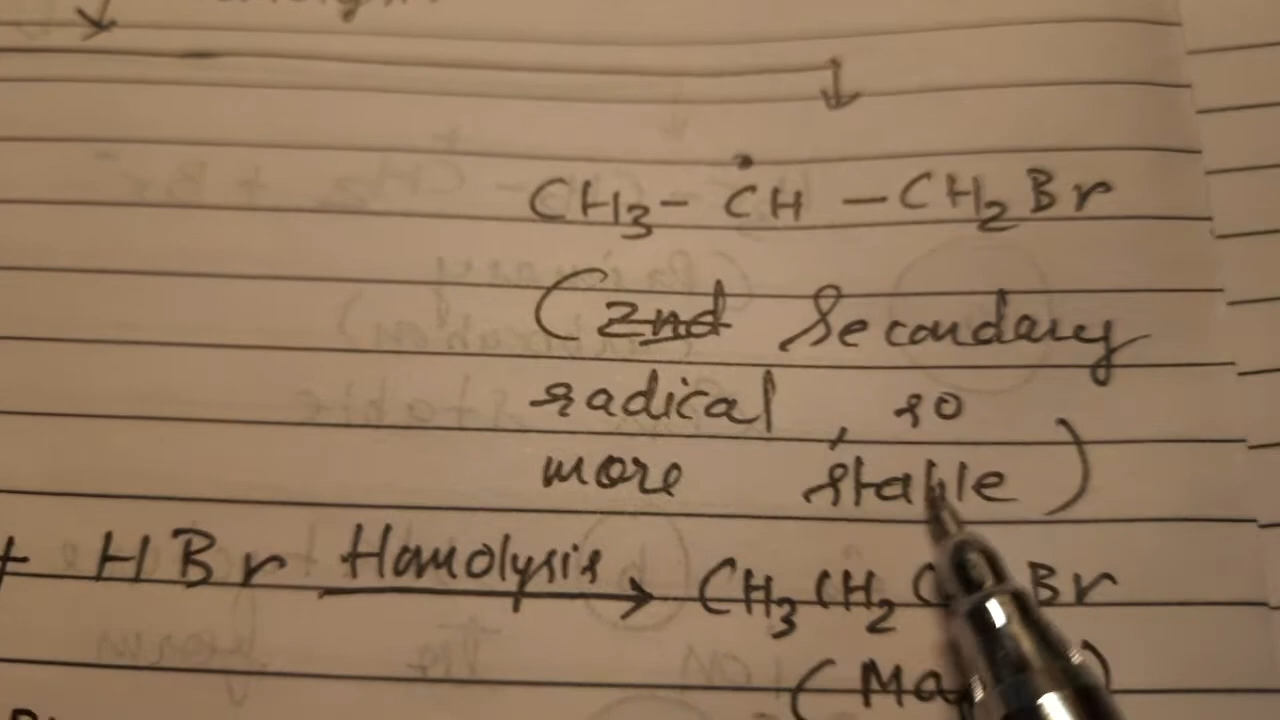 CH3 - ĊH - CH2Br
(2nd Secondary
radical, so
more stable)
+ HBr Homolysis → CH3CH2 Br